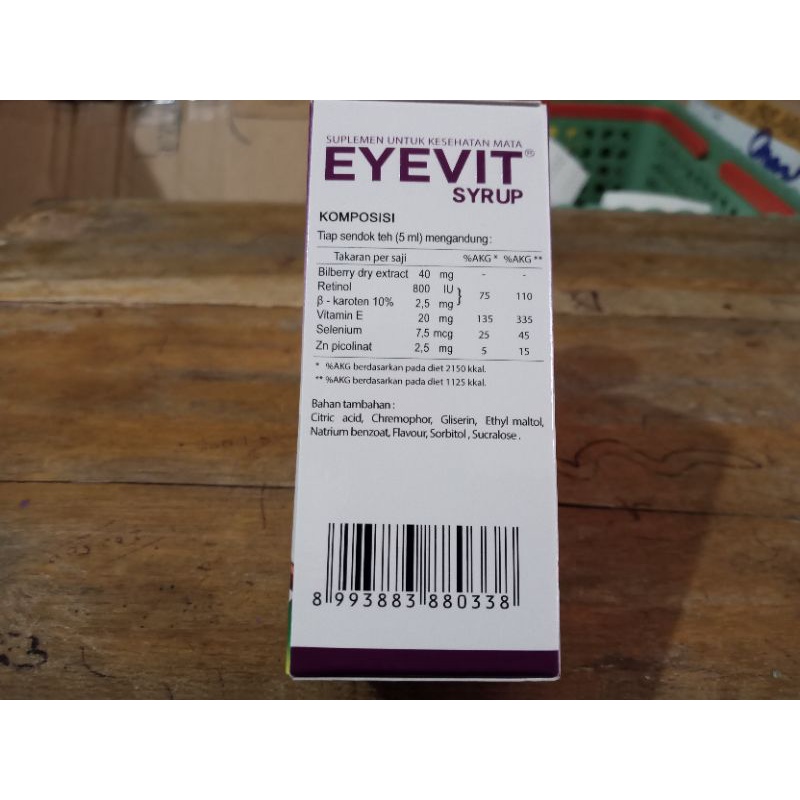 SUPLEMEN UNTUK KESEHATAN MATA
EYEVIT®
SYRUP
KOMPOSISI
Tiap sendok teh (5 ml) mengandung :
Takaran per saji %AKG * %AKG **
Bilberry dry extract 40 mg - -
Retinol 800 IU
β - karoten 10% 2,5 mg } 75 110
Vitamin E 20 mg 135 335
Selenium 7,5 mcg 25 45
Zn picolinat 2,5 mg 5 15
* %AKG berdasarkan pada diet 2150 kkal.
** %AKG berdasarkan pada diet 1125 kkal.
Bahan tambahan :
Citric acid, Chremophor, Gliserin, Ethyl maltol,
Natrium benzoat, Flavour, Sorbitol , Sucralose .
8 993883 880338